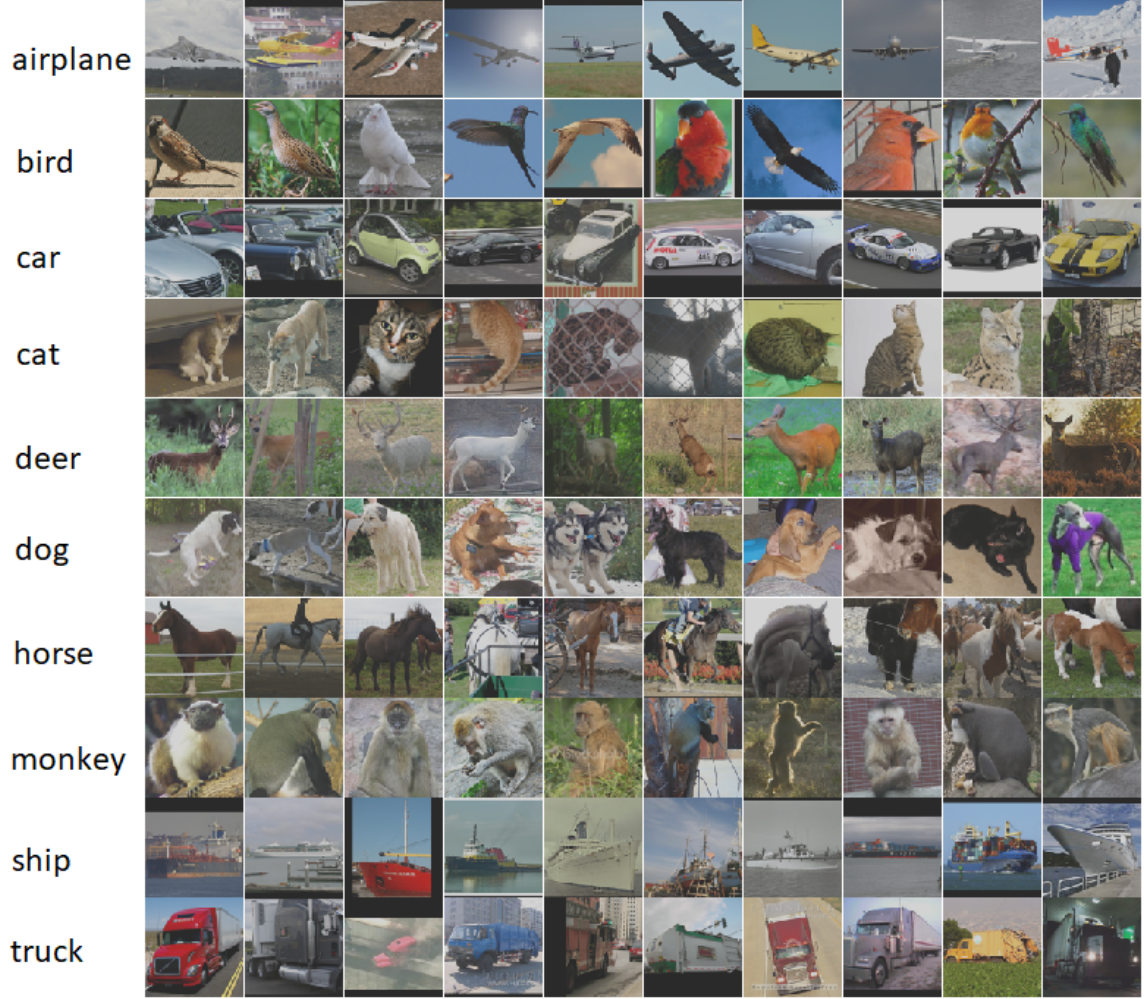 airplane
bird
car
cat
deer
dog
horse
monkey
ship
truck